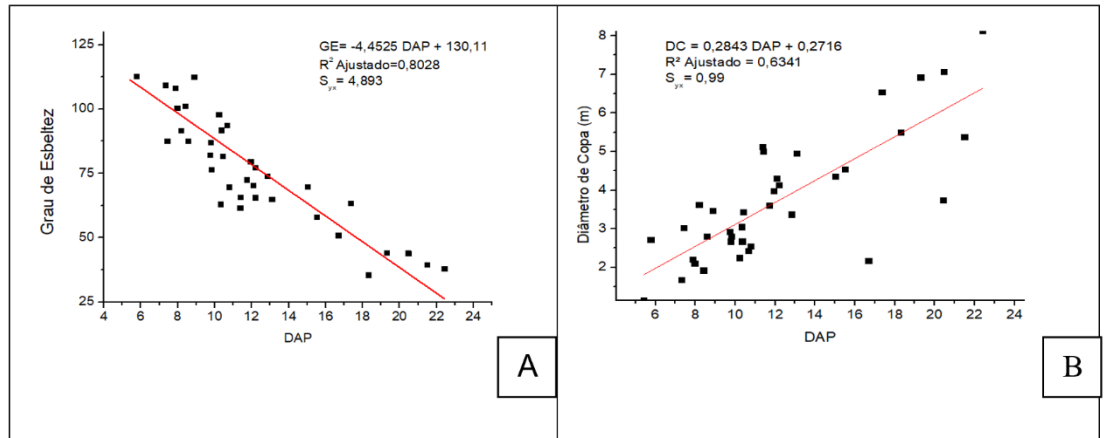 GE= -4,4525 DAP + 130,11
R² Ajustado=0,8028
Syx = 4,893
125
100
75
50
25
Grau de Esbeltez
4 6 8 10 12 14 16 18 20 22 24
DAP
A
DC = 0,2843 DAP + 0,2716
R² Ajustado = 0,6341
Syx = 0,99
8
7
6
5
4
3
2
Diâmetro de Copa (m)
6 8 10 12 14 16 18 20 22 24
DAP
B